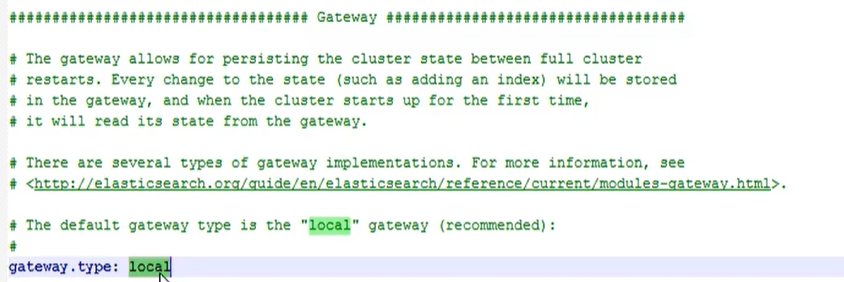 ################################### Gateway ###################################
# The gateway allows for persisting the cluster state between full cluster
# restarts. Every change to the state (such as adding an index) will be stored
# in the gateway, and when the cluster starts up for the first time,
# it will read its state from the gateway.
# There are several types of gateway implementations. For more information, see
# <http://elasticsearch.org/guide/en/elasticsearch/reference/current/modules-gateway.html>.
# The default gateway type is the "local" gateway (recommended):
#
gateway.type: local